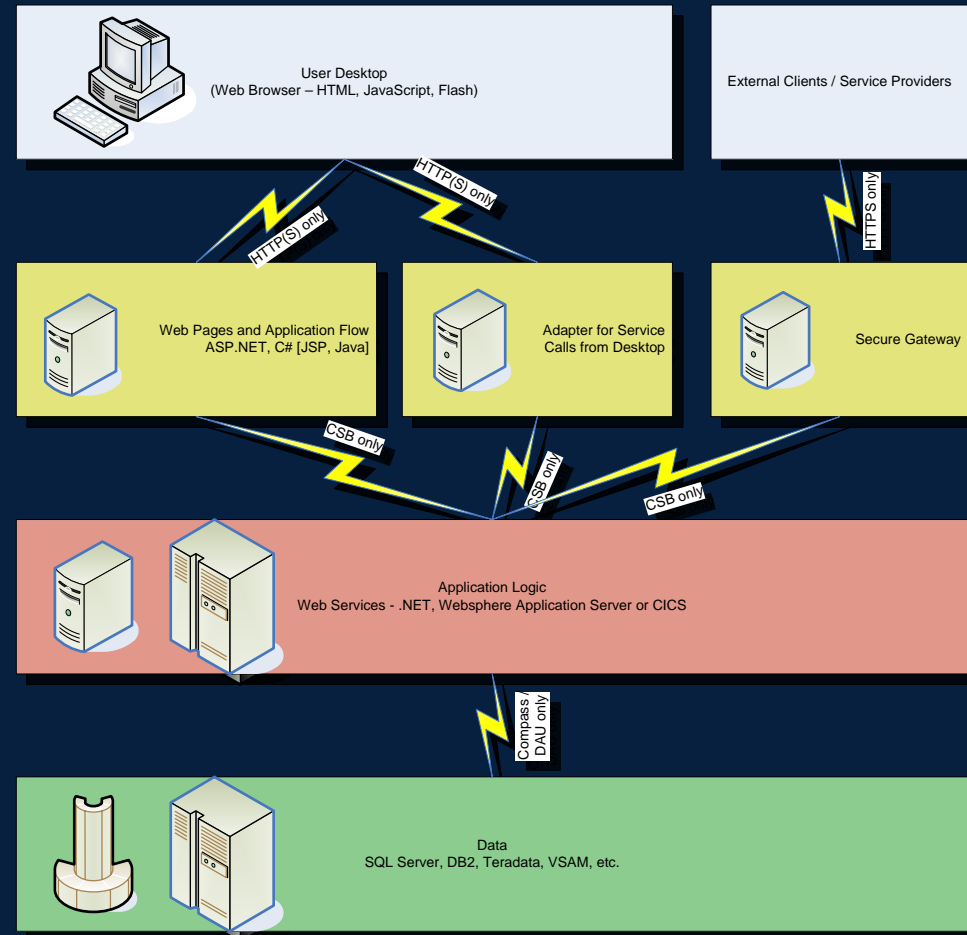 User Desktop
(Web Browser – HTML, JavaScript, Flash)
External Clients / Service Providers
HTTP(S) only
HTTP(S) only
HTTPS only
Web Pages and Application Flow
ASP.NET, C# [JSP, Java]
Adapter for Service
Calls from Desktop
Secure Gateway
CSB only
CSB only
CSB only
Application Logic
Web Services - .NET, Websphere Application Server or CICS
Compass /
DAU only
Data
SQL Server, DB2, Teradata, VSAM, etc.